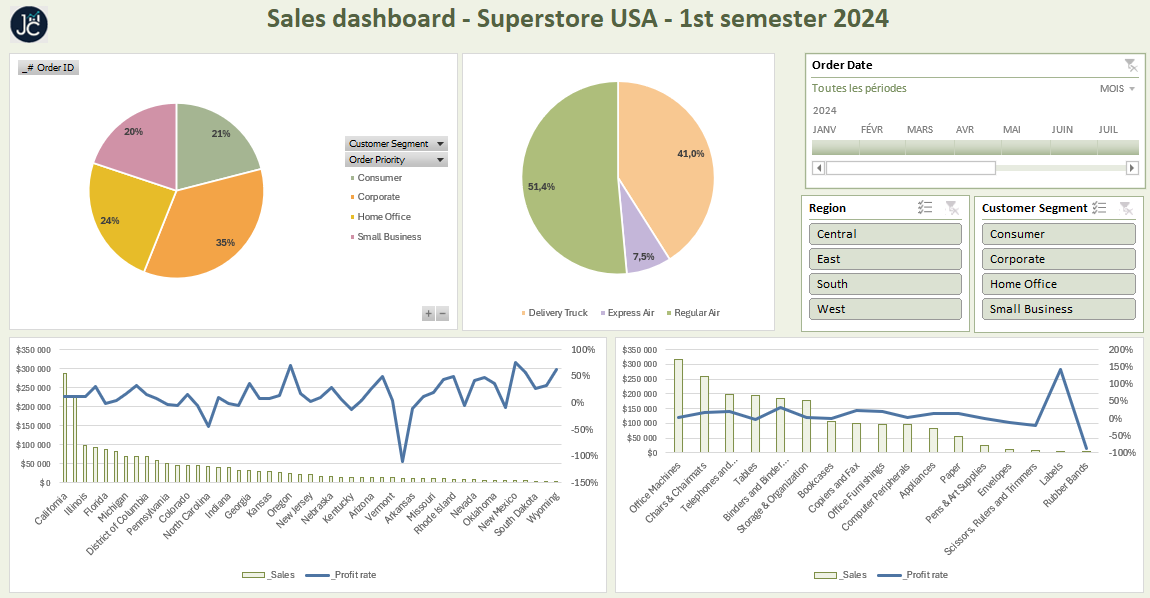 JC
Sales dashboard - Superstore USA - 1st semester 2024
_# Order ID
20%
21%
24%
35%
Customer Segment
Order Priority
Consumer
Corporate
Home Office
Small Business
+ −
41,0%
51,4%
7,5%
Delivery Truck Express Air Regular Air
Order Date
Toutes les périodes MOIS
2024
JANV FÉVR MARS AVR MAI JUIN JUIL
Region
Central
East
South
West
Customer Segment
Consumer
Corporate
Home Office
Small Business
$350 000 100%
$300 000
$250 000 50%
$200 000 0%
$150 000 -50%
$100 000
$50 000 -100%
$0 -150%
California
Illinois
Florida
Michigan
District of Columbia
Pennsylvania
Colorado
North Carolina
Indiana
Georgia
Kansas
Oregon
New Jersey
Nebraska
Kentucky
Arizona
Vermont
Arkansas
Missouri
Rhode Island
Nevada
Oklahoma
New Mexico
South Dakota
Wyoming
_Sales _Profit rate
$350 000 200%
$300 000 150%
$250 000 100%
$200 000 50%
$150 000 0%
$100 000
$50 000 -50%
$0 -100%
Office Machines
Chairs & Chairmats
Telephones and...
Tables
Binders and Binder...
Storage & Organization
Bookcases
Copiers and Fax
Office Furnishings
Computer Peripherals
Appliances
Paper
Pens & Art Supplies
Envelopes
Scissors, Rulers and Trimmers
Labels
Rubber Bands
_Sales _Profit rate